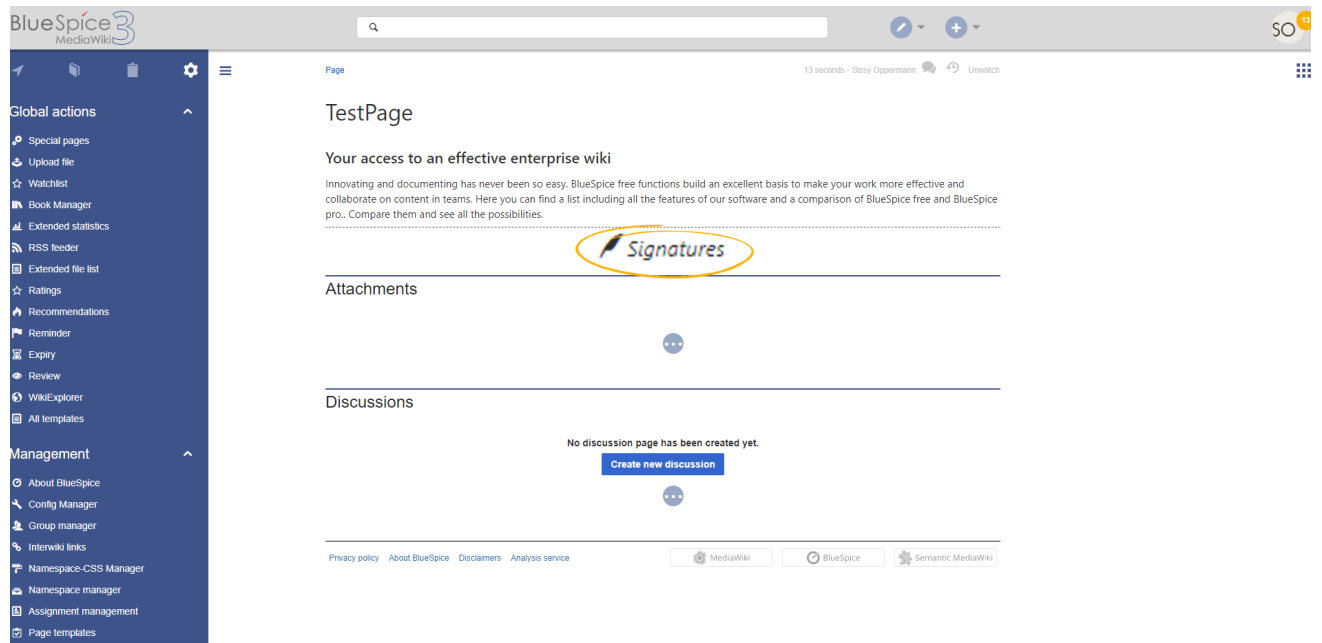 BlueSpice 3
MediaWiki
SO
13
Global actions
Special pages
Upload file
Watchlist
Book Manager
Extended statistics
RSS feeder
Extended file list
Ratings
Recommendations
Reminder
Expiry
Review
WikiExplorer
All templates
Management
About BlueSpice
Config Manager
Group manager
Interwiki links
Namespace-CSS Manager
Namespace manager
Assignment management
Page templates
Page
13 seconds - Sissy Oppermann
Unwatch
TestPage
Your access to an effective enterprise wiki
Innovating and documenting has never been so easy. BlueSpice free functions build an excellent basis to make your work more effective and
collaborate on content in teams. Here you can find a list including all the features of our software and a comparison of BlueSpice free and BlueSpice
pro.. Compare them and see all the possibilities.
Signatures
Attachments
Discussions
No discussion page has been created yet.
Create new discussion
Privacy policy About BlueSpice Disclaimers Analysis service
MediaWiki
BlueSpice
Semantic MediaWiki